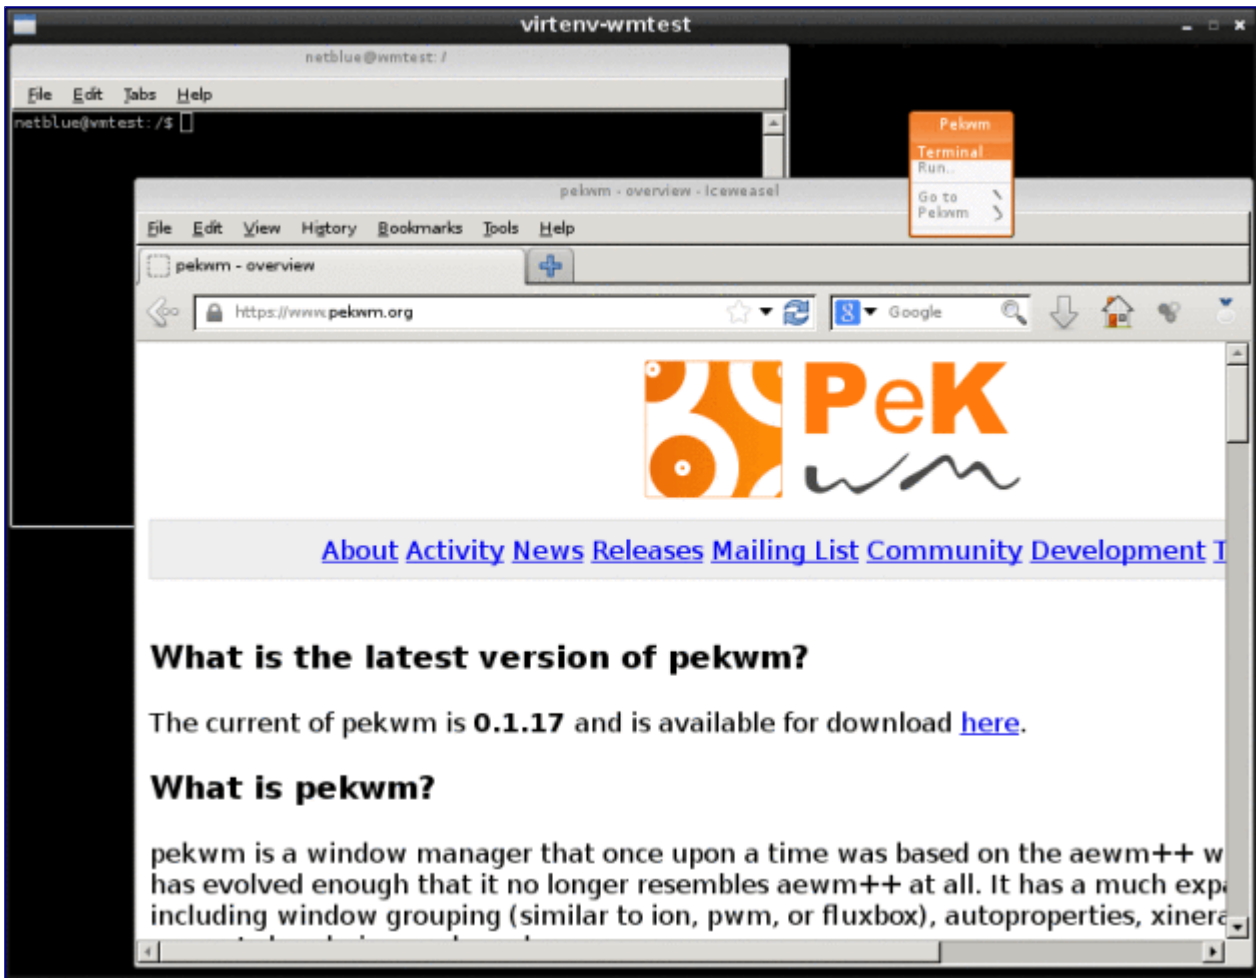 virtenv-wmtest
netblue@wmtest: /
File Edit Tabs Help
netblue@wmtest:/$
Pekwm
Terminal
Run..
Go to
Pekwm
pekwm - overview - Iceweasel
File Edit View History Bookmarks Tools Help
pekwm - overview
https://www.pekwm.org
8 Google
PeK
wm
About Activity News Releases Mailing List Community Development T
What is the latest version of pekwm?
The current of pekwm is 0.1.17 and is available for download here.
What is pekwm?
pekwm is a window manager that once upon a time was based on the aewm++ w
has evolved enough that it no longer resembles aewm++ at all. It has a much expa
including window grouping (similar to ion, pwm, or fluxbox), autoproperties, xinera